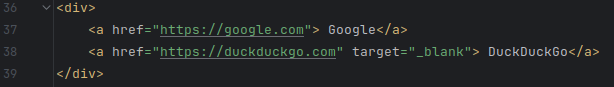 36 <div>
37 <a href="https://google.com"> Google</a>
38 <a href="https://duckduckgo.com" target="_blank"> DuckDuckGo</a>
39 </div>